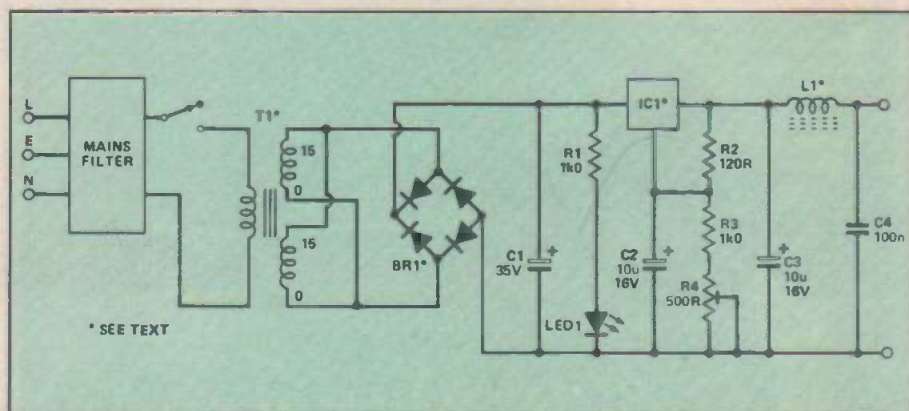 L
E
N
MAINS
FILTER
T1*
15
0
15
0
BR1*
* SEE TEXT
C1
35V
R1
1k0
LED1
IC1*
C2
10u
16V
R2
120R
R3
1k0
R4
500R
C3
10u
16V
L1*
C4
100n